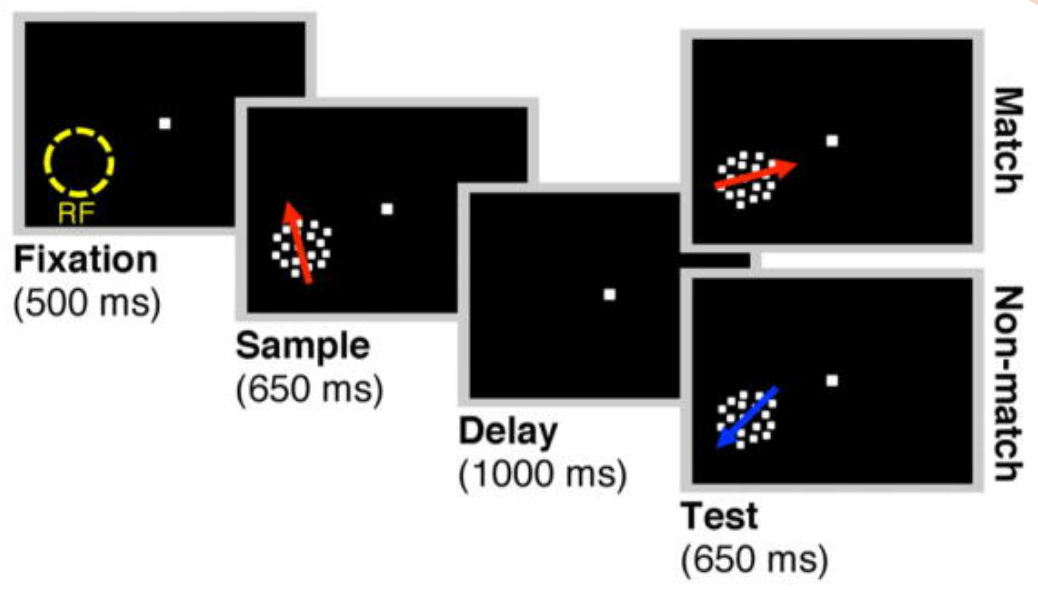 RF
Fixation
(500 ms)
Sample
(650 ms)
Delay
(1000 ms)
Match
Non-match
Test
(650 ms)